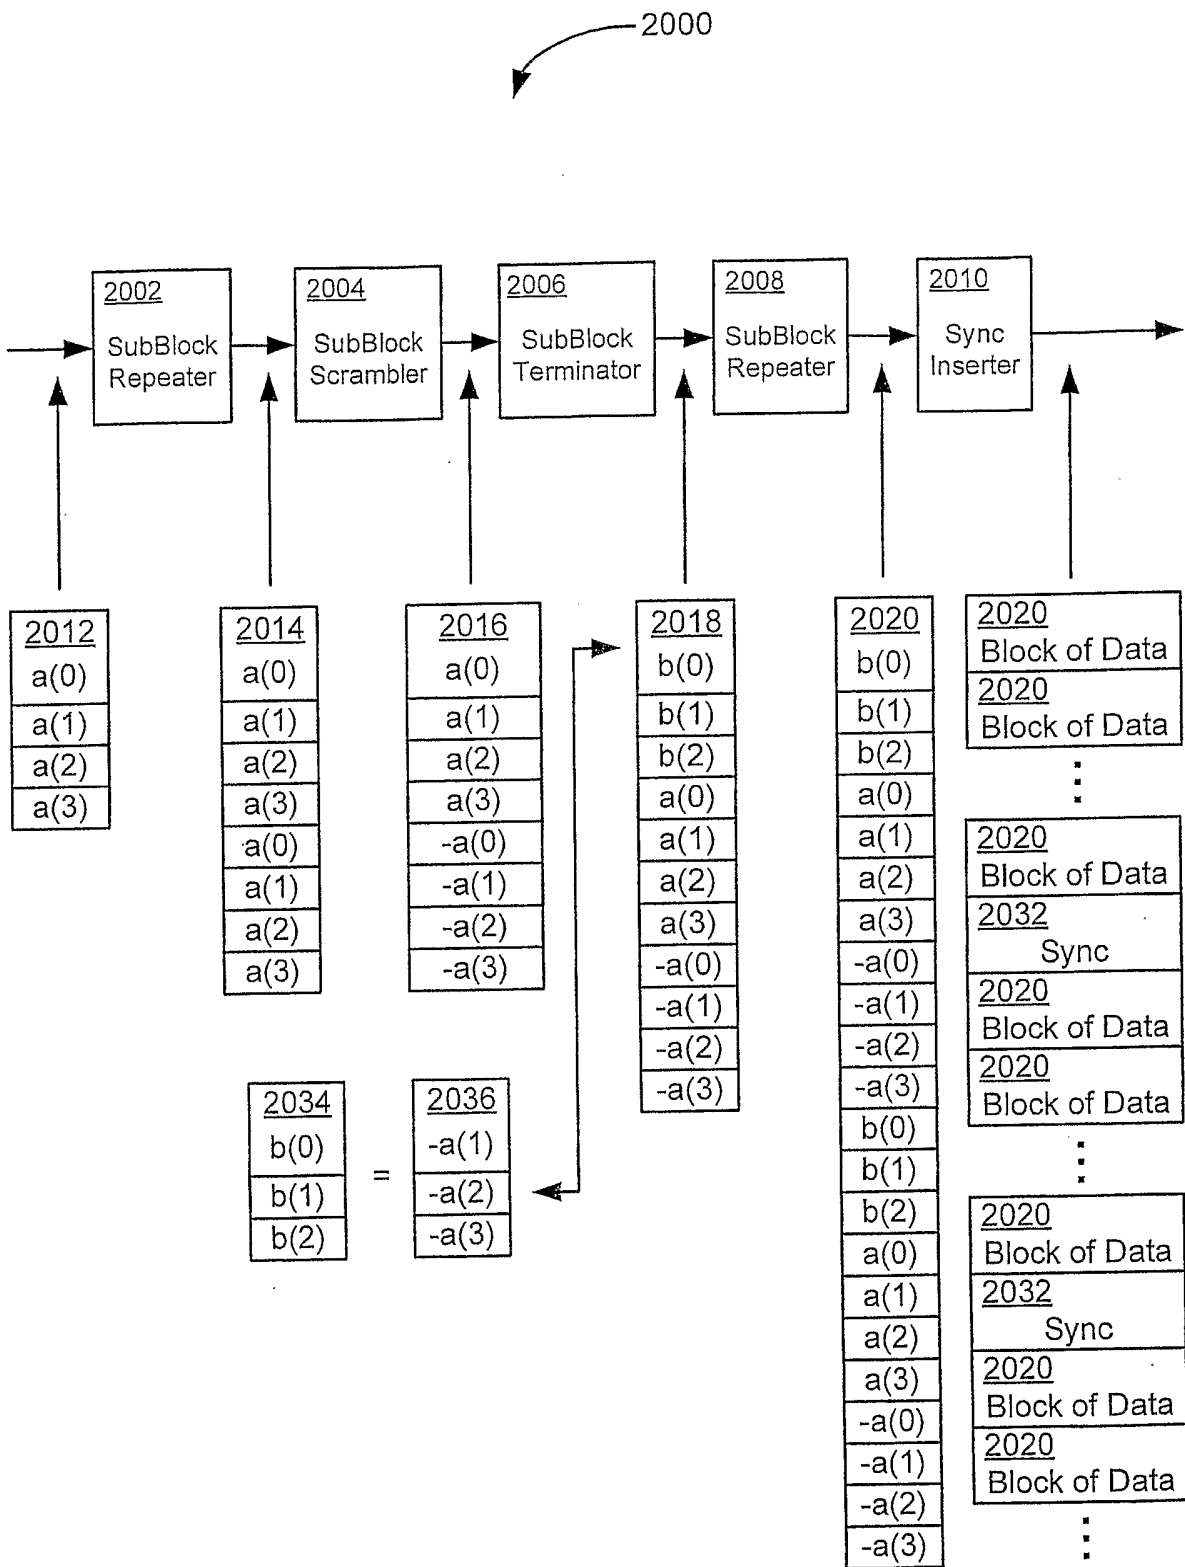 2000
2002
SubBlock
Repeater
2004
SubBlock
Scrambler
2006
SubBlock
Terminator
2008
SubBlock
Repeater
2010
Sync
Inserter
2012
a(0)
a(1)
a(2)
a(3)
2014
a(0)
a(1)
a(2)
a(3)
a(0)
a(1)
a(2)
a(3)
2016
a(0)
a(1)
a(2)
a(3)
-a(0)
-a(1)
-a(2)
-a(3)
2034
b(0)
b(1)
b(2)
=
2036
-a(1)
-a(2)
-a(3)
2018
b(0)
b(1)
b(2)
a(0)
a(1)
a(2)
a(3)
-a(0)
-a(1)
-a(2)
-a(3)
2020
b(0)
b(1)
b(2)
a(0)
a(1)
a(2)
a(3)
-a(0)
-a(1)
-a(2)
-a(3)
b(0)
b(1)
b(2)
a(0)
a(1)
a(2)
a(3)
-a(0)
-a(1)
-a(2)
-a(3)
2020
Block of Data
2020
Block of Data
2020
Block of Data
2032
Sync
2020
Block of Data
2020
Block of Data
2020
Block of Data
2032
Sync
2020
Block of Data
2020
Block of Data